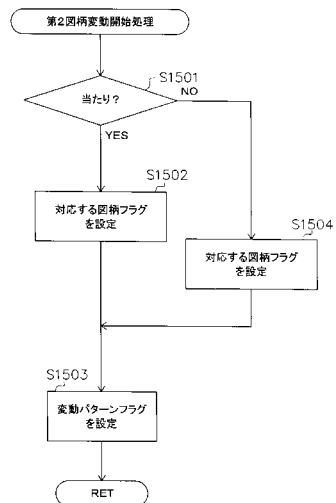 第2図柄変動開始処理
S1501
当たり?
NO
YES
S1502
対応する図柄フラグ
を設定
S1504
対応する図柄フラグ
を設定
S1503
変動パターンフラグ
を設定
RET